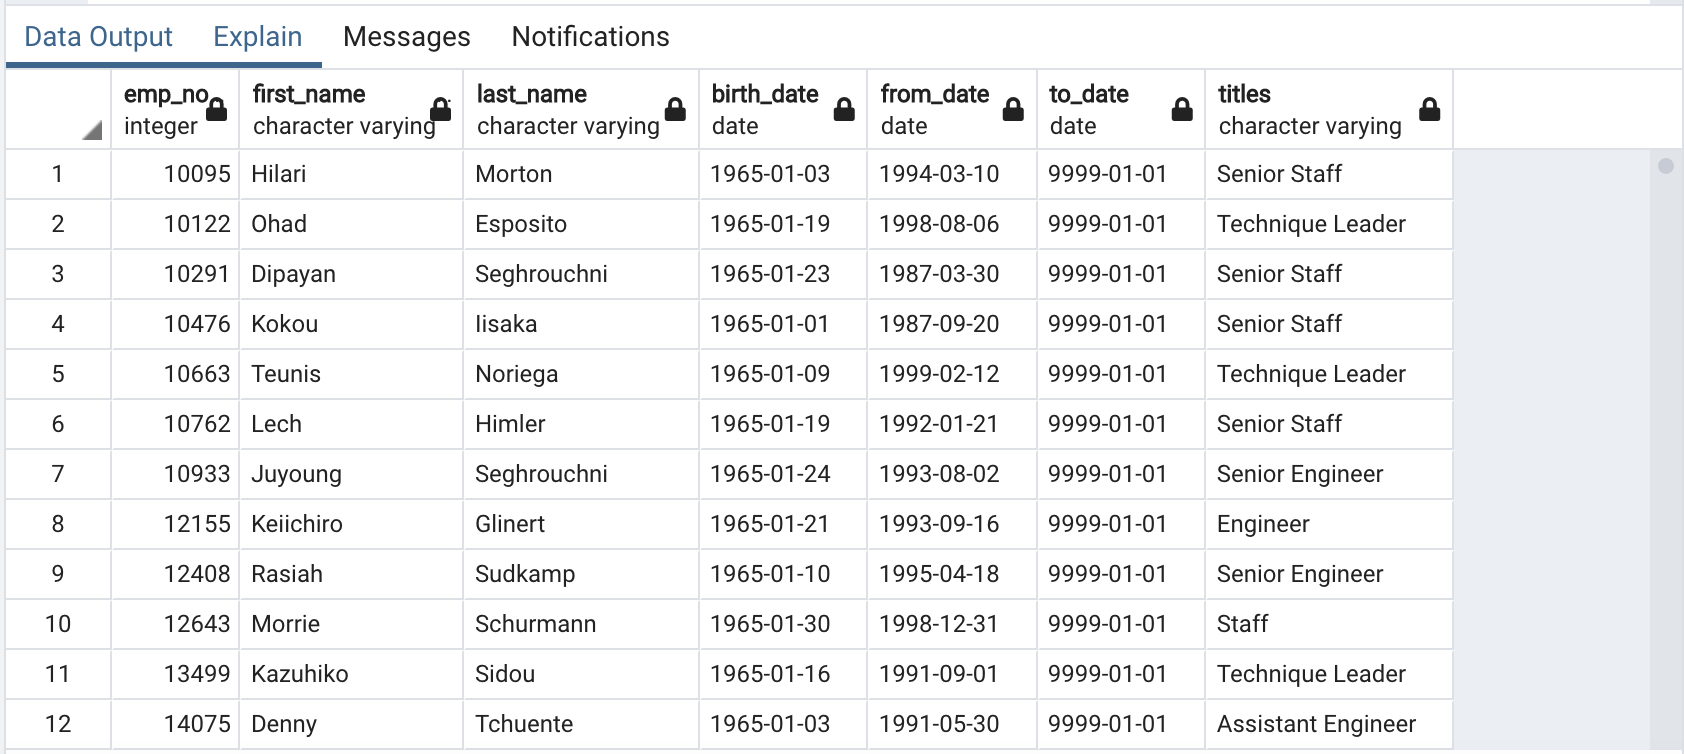 Data Output Explain Messages Notifications
emp_no first_name last_name birth_date from_date to_date titles
integer character varying character varying date date date character varying
1 10095 Hilari Morton 1965-01-03 1994-03-10 9999-01-01 Senior Staff
2 10122 Ohad Esposito 1965-01-19 1998-08-06 9999-01-01 Technique Leader
3 10291 Dipayan Seghrouchni 1965-01-23 1987-03-30 9999-01-01 Senior Staff
4 10476 Kokou Iisaka 1965-01-01 1987-09-20 9999-01-01 Senior Staff
5 10663 Teunis Noriega 1965-01-09 1999-02-12 9999-01-01 Technique Leader
6 10762 Lech Himler 1965-01-19 1992-01-21 9999-01-01 Senior Staff
7 10933 Juyoung Seghrouchni 1965-01-24 1993-08-02 9999-01-01 Senior Engineer
8 12155 Keiichiro Glinert 1965-01-21 1993-09-16 9999-01-01 Engineer
9 12408 Rasiah Sudkamp 1965-01-10 1995-04-18 9999-01-01 Senior Engineer
10 12643 Morrie Schurmann 1965-01-30 1998-12-31 9999-01-01 Staff
11 13499 Kazuhiko Sidou 1965-01-16 1991-09-01 9999-01-01 Technique Leader
12 14075 Denny Tchuente 1965-01-03 1991-05-30 9999-01-01 Assistant Engineer